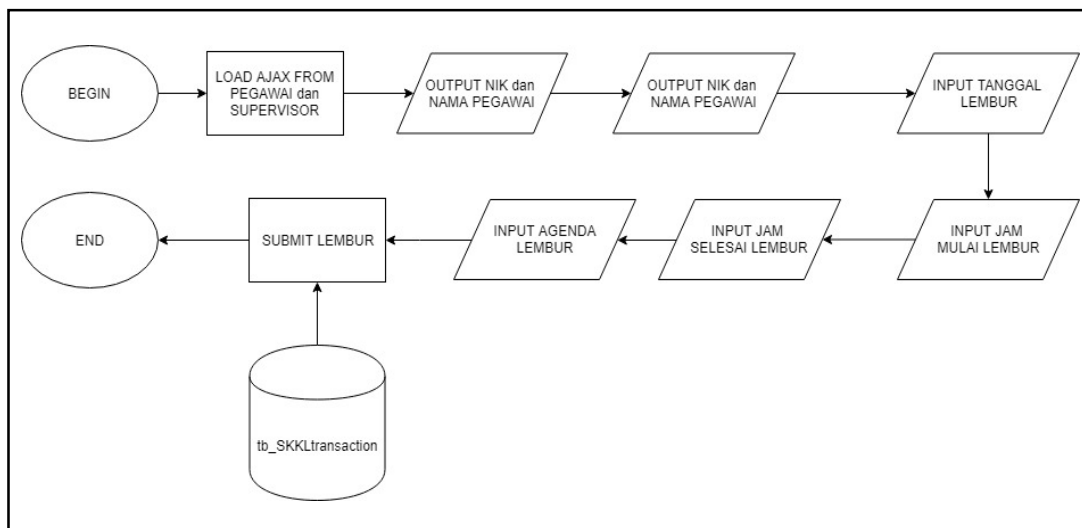 BEGIN
LOAD AJAX FROM
PEGAWAI dan
SUPERVISOR
OUTPUT NIK dan
NAMA PEGAWAI
OUTPUT NIK dan
NAMA PEGAWAI
INPUT TANGGAL
LEMBUR
INPUT JAM
MULAI LEMBUR
INPUT JAM
SELESAI LEMBUR
INPUT AGENDA
LEMBUR
SUBMIT LEMBUR
END
tb_SKKLtransaction